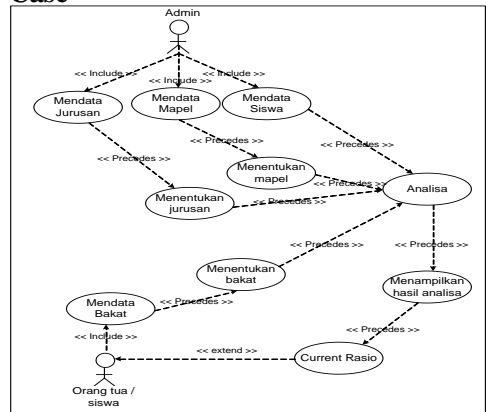 Case
Admin
<< Include >>
<< Include >>
<< Include >>
Mendata
Jurusan
Mendata
Mapel
Mendata
Siswa
<< Precedes >>
<< Precedes >>
<< Precedes >>
Menentukan
mapel
<< Precedes >>
Menentukan
jurusan
<< Precedes >>
Analisa
<< Precedes >>
<< Precedes >>
Menentukan
bakat
Menampilkan
hasil analisa
Mendata
Bakat
<< Precedes >>
<< Precedes >>
<< Include >>
<< extend >>
Current Rasio
Orang tua /
siswa